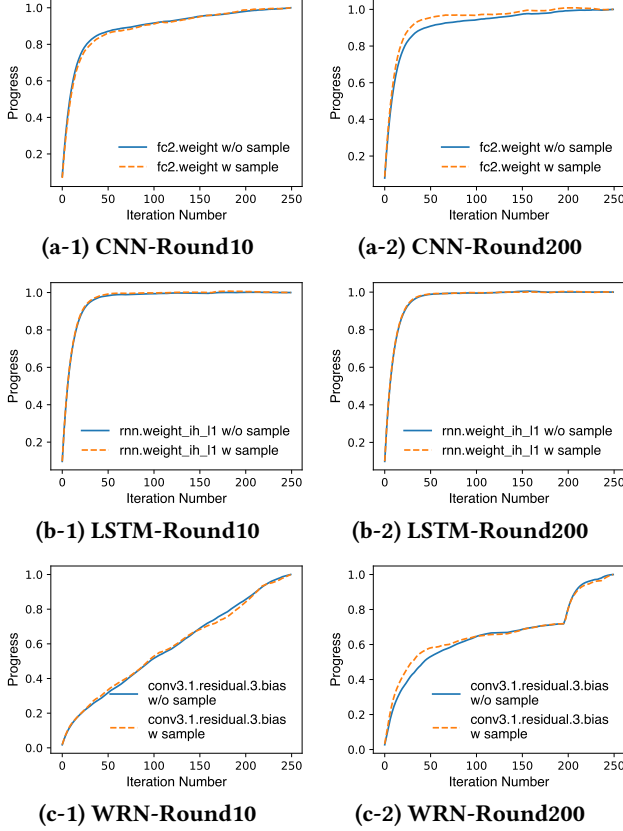 1.0
0.8
0.6
0.4
0.2
Progress
fc2.weight w/o sample
fc2.weight w sample
0 50 100 150 200 250
Iteration Number
(a-1) CNN-Round10
1.0
0.8
0.6
0.4
0.2
Progress
fc2.weight w/o sample
fc2.weight w sample
0 50 100 150 200 250
Iteration Number
(a-2) CNN-Round200
1.0
0.8
0.6
0.4
0.2
Progress
rnn.weight_ih_l1 w/o sample
rnn.weight_ih_l1 w sample
0 50 100 150 200 250
Iteration Number
(b-1) LSTM-Round10
1.0
0.8
0.6
0.4
0.2
Progress
rnn.weight_ih_l1 w/o sample
rnn.weight_ih_l1 w sample
0 50 100 150 200 250
Iteration Number
(b-2) LSTM-Round200
1.0
0.8
0.6
0.4
0.2
0.0
Progress
conv3.1.residual.3.bias
w/o sample
conv3.1.residual.3.bias
w sample
0 50 100 150 200 250
Iteration Number
(c-1) WRN-Round10
1.0
0.8
0.6
0.4
0.2
0.0
Progress
conv3.1.residual.3.bias
w/o sample
conv3.1.residual.3.bias
w sample
0 50 100 150 200 250
Iteration Number
(c-2) WRN-Round200